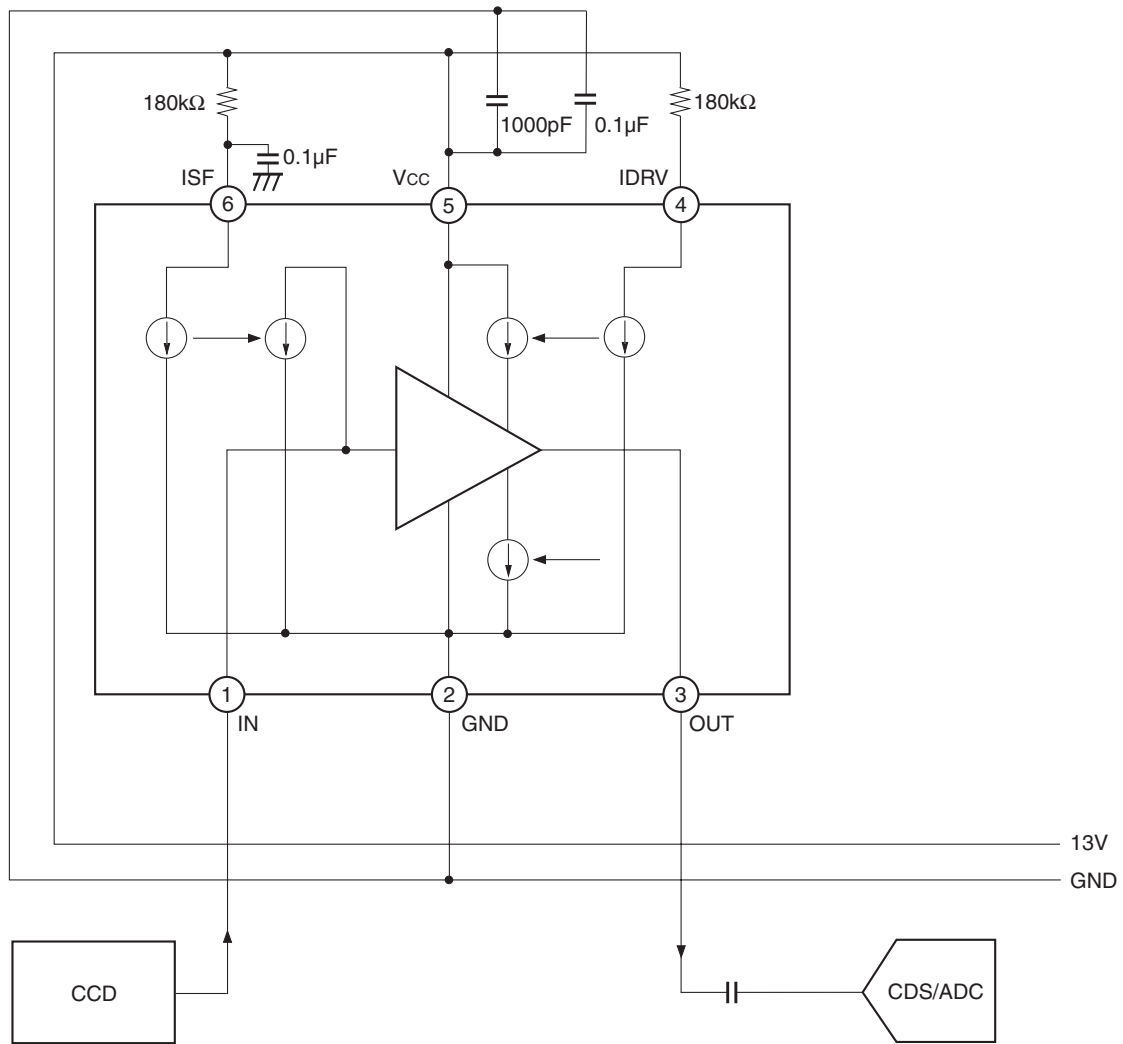 180kΩ
1000pF
0.1µF
180kΩ
0.1µF
ISF
VCC
IDRV
6
5
4
1
2
3
IN
GND
OUT
13V
GND
CCD
CDS/ADC